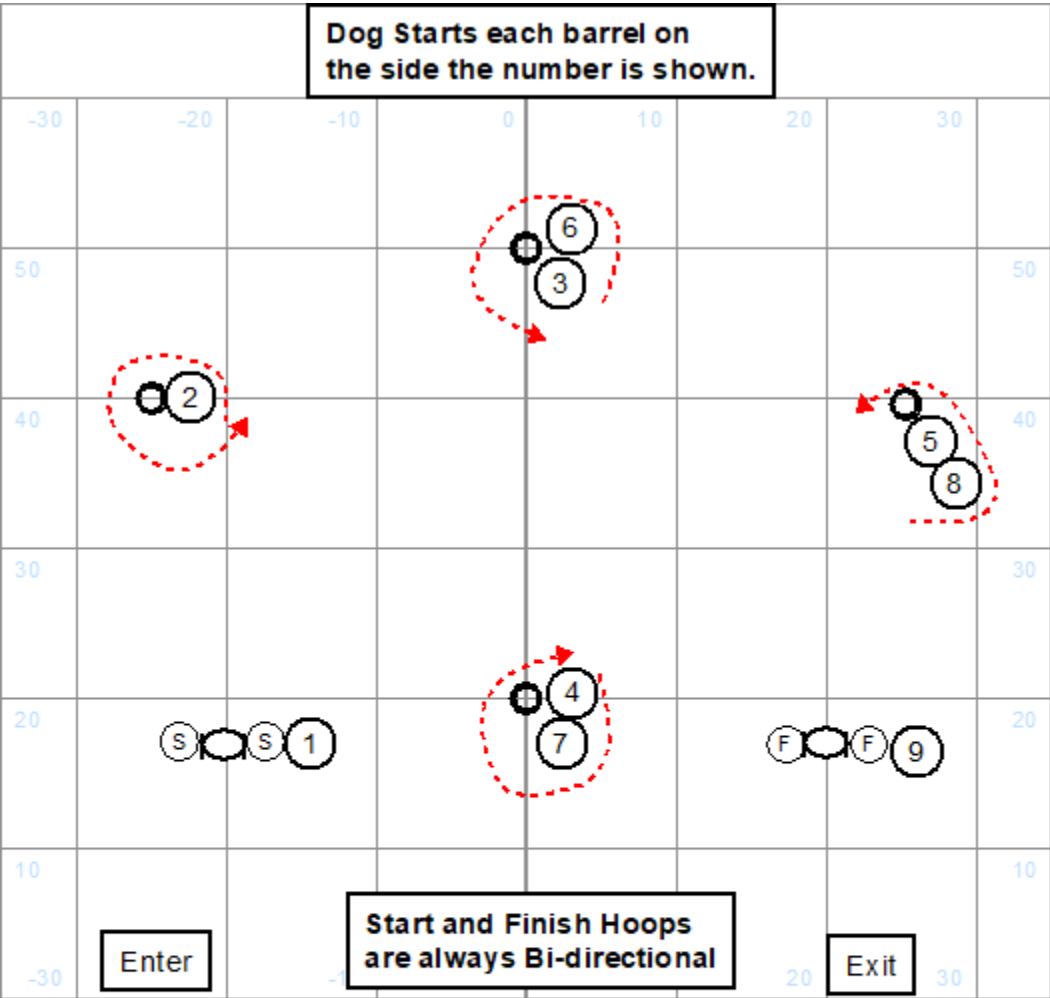 Dog Starts each barrel on
the side the number is shown.
-30 -20 -10 0 10 20 30
6
50 3 50
2
40 40
5
8
30 30
4
20 20
S S 1 7 F F 9
10 10
Start and Finish Hoops
are always Bi-directional
Enter Exit
-30 -1 20 30